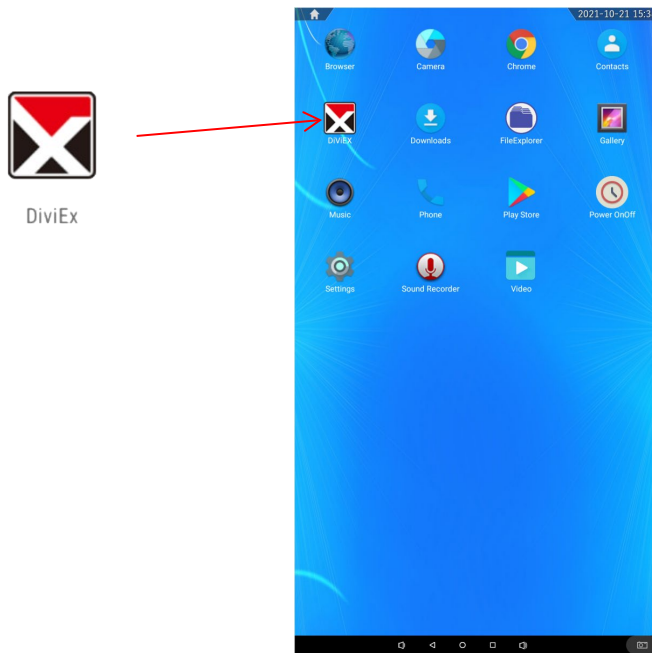 2021-10-21 15:3
Browser
Camera
Chrome
Contacts
DiViEX
Downloads
FileExplorer
Gallery
DiviEx
Music
Phone
Play Store
Power OnOff
Settings
Sound Recorder
Video